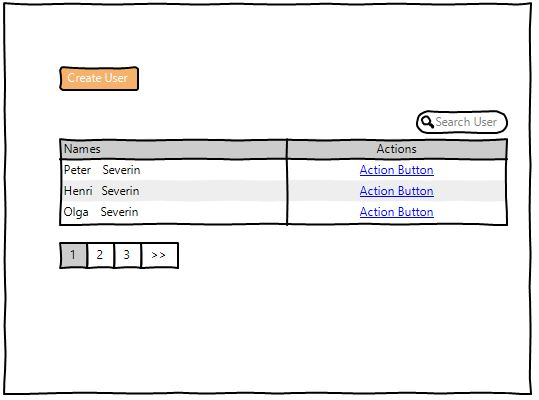 Create User
Search User
Names Actions
Peter Severin Action Button
Henri Severin Action Button
Olga Severin Action Button
1 2 3 >>